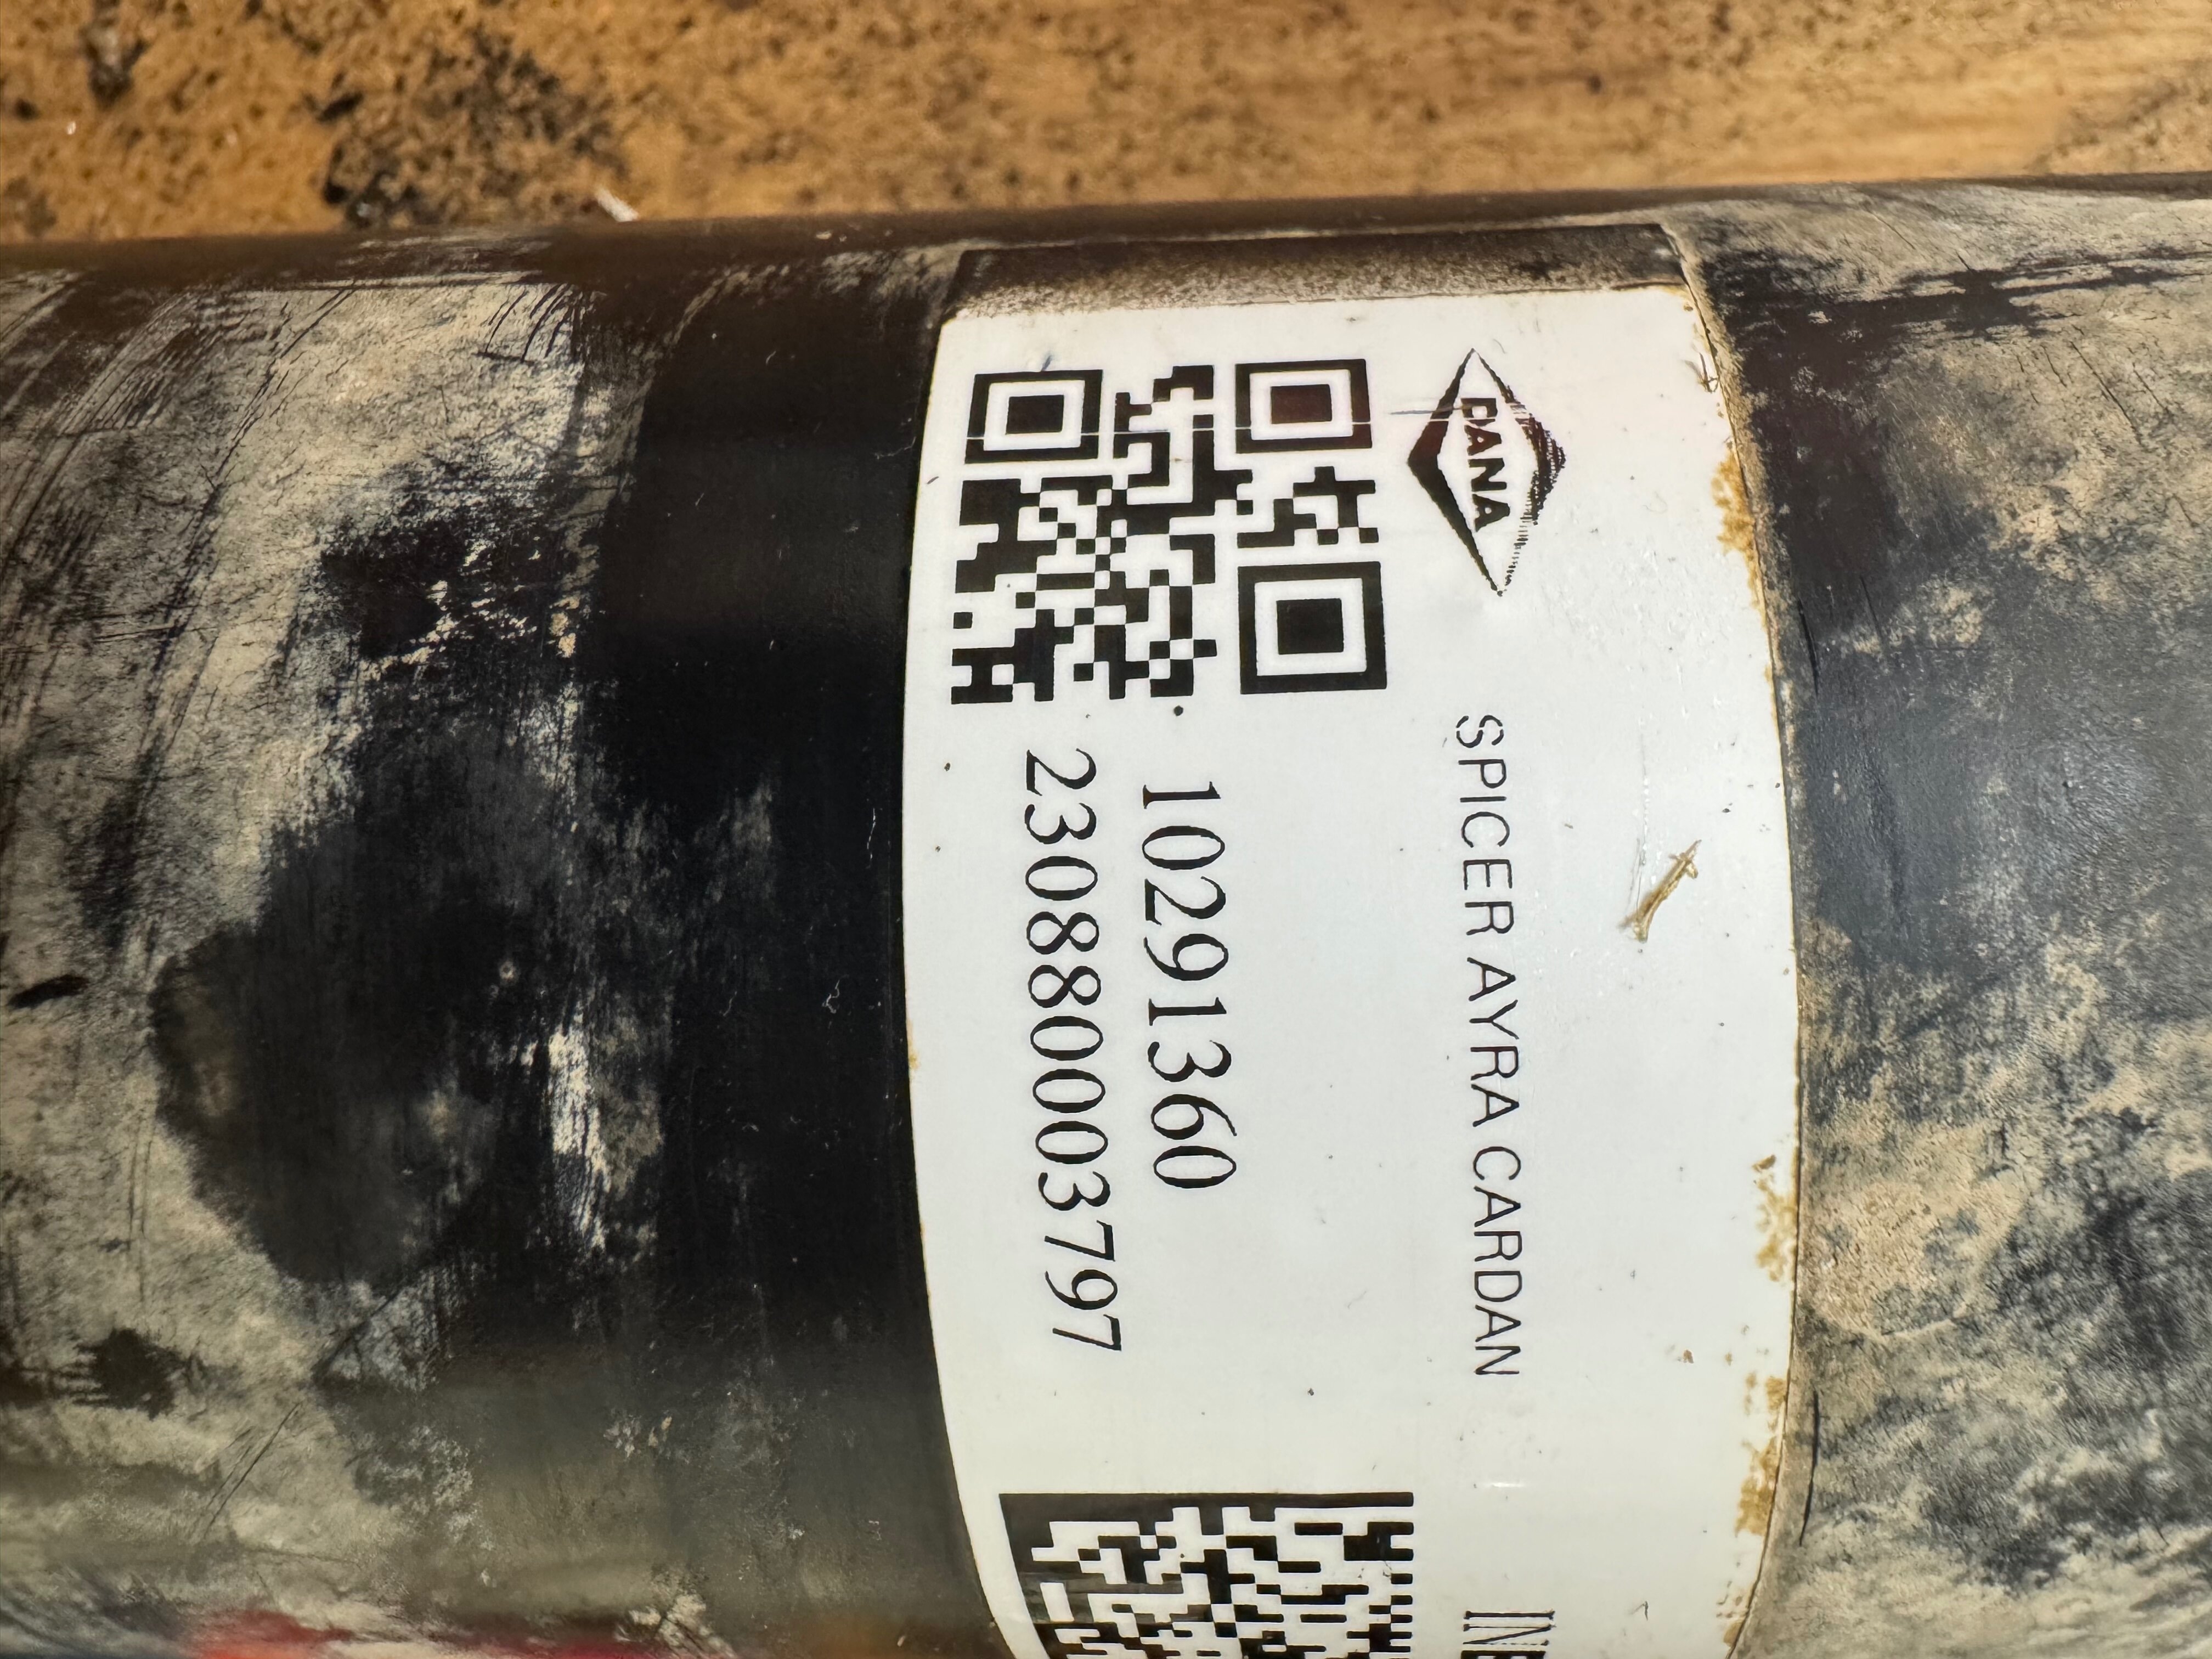 DANA
SPICER AYRA CARDAN
10291360
2308800003797